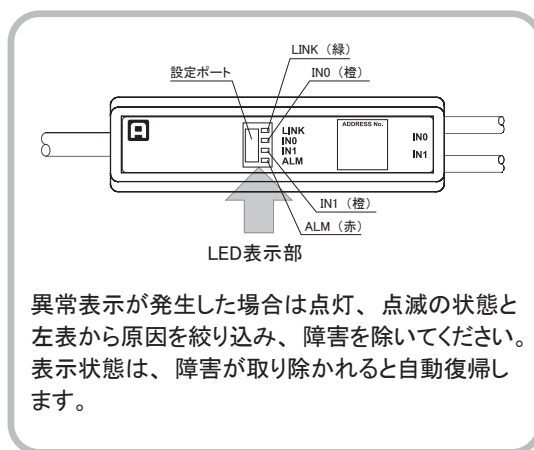 LINK（緑）
設定ポート
IN0（橙）
LINK
IN0
IN1
ALM
ADDRESS No.
IN0
IN1
IN1（橙）
ALM（赤）
LED表示部
異常表示が発生した場合は点灯、点滅の状態と
左表から原因を絞り込み、障害を除いてください。
表示状態は、障害が取り除かれると自動復帰し
ます。